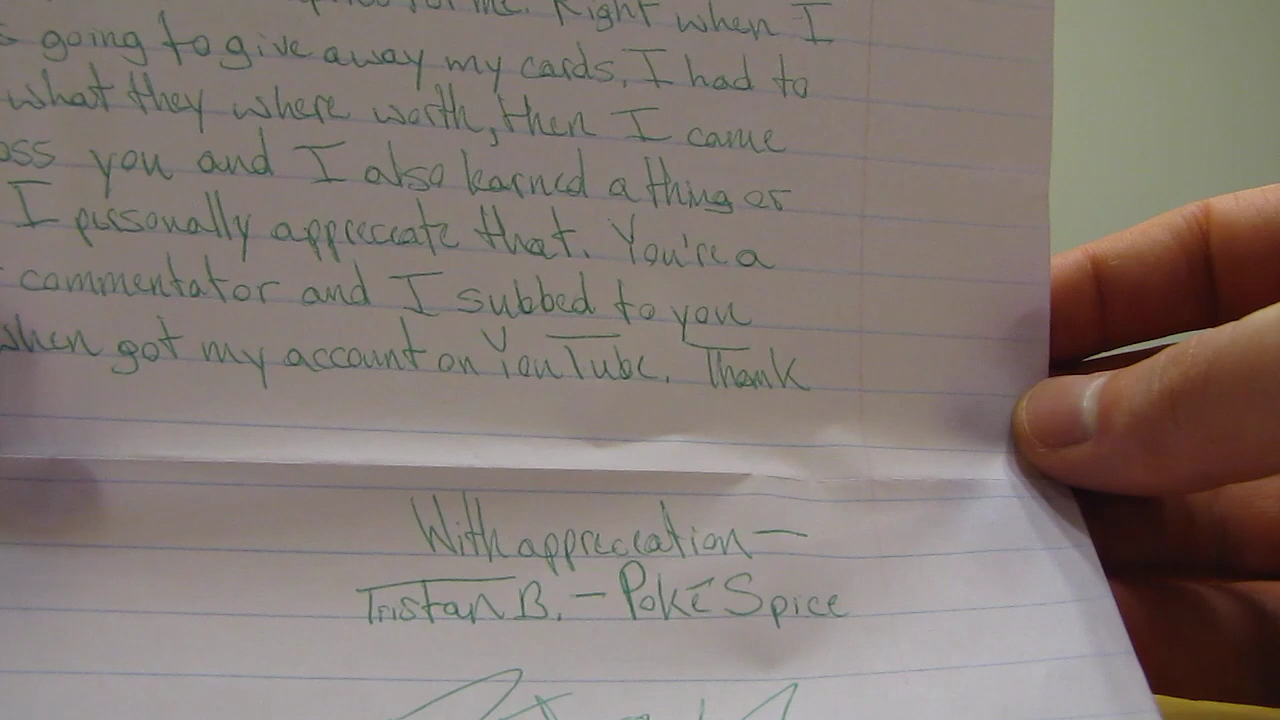 for me. Right when I
going to give away my cards, I had to
what they where worth, then I came
oss you and I also learned a thing or
I personally appreciate that. You're a
commentator and I subbed to you
when got my account on YouTube. Thank
With appreciation —
Tristan B. — Poké Spice